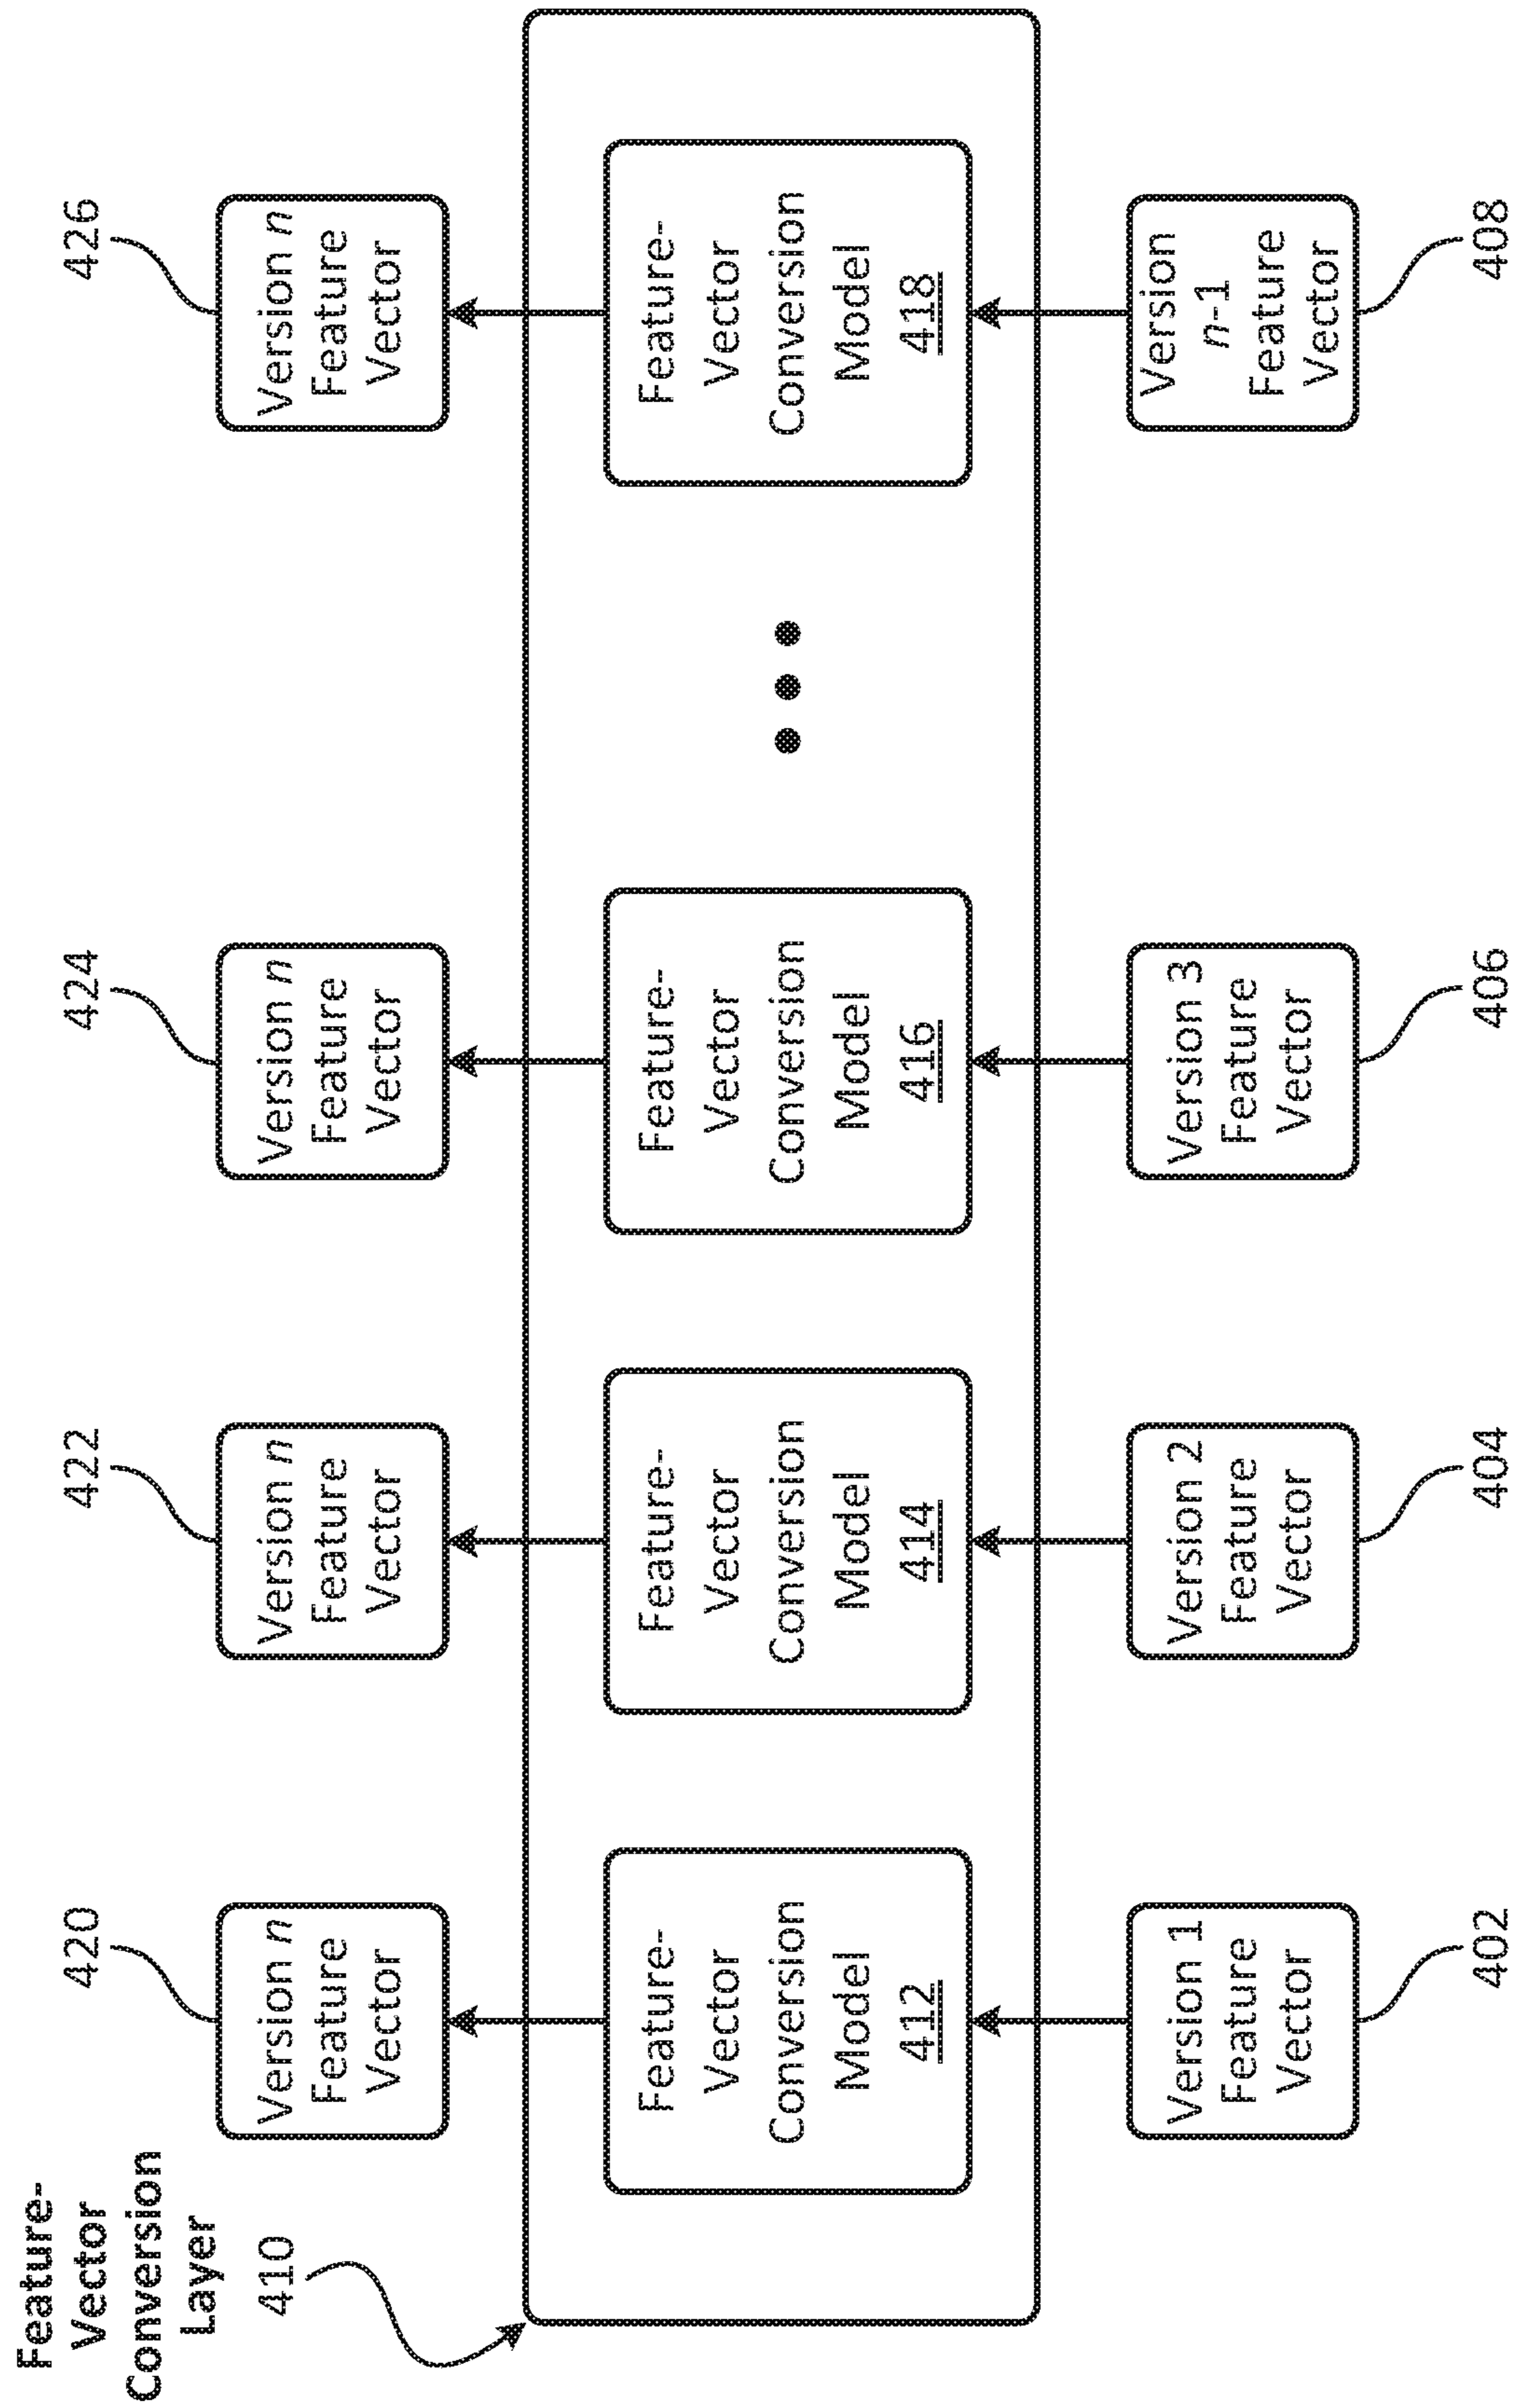 Feature-
Vector
Conversion
Layer
410
420
Version n
Feature
Vector
422
Version n
Feature
Vector
424
Version n
Feature
Vector
426
Version n
Feature
Vector
Feature-
Vector
Conversion
Model
412
Feature-
Vector
Conversion
Model
414
Feature-
Vector
Conversion
Model
416
Feature-
Vector
Conversion
Model
418
Version 1
Feature
Vector
402
Version 2
Feature
Vector
404
Version 3
Feature
Vector
406
Version
n-1
Feature
Vector
408